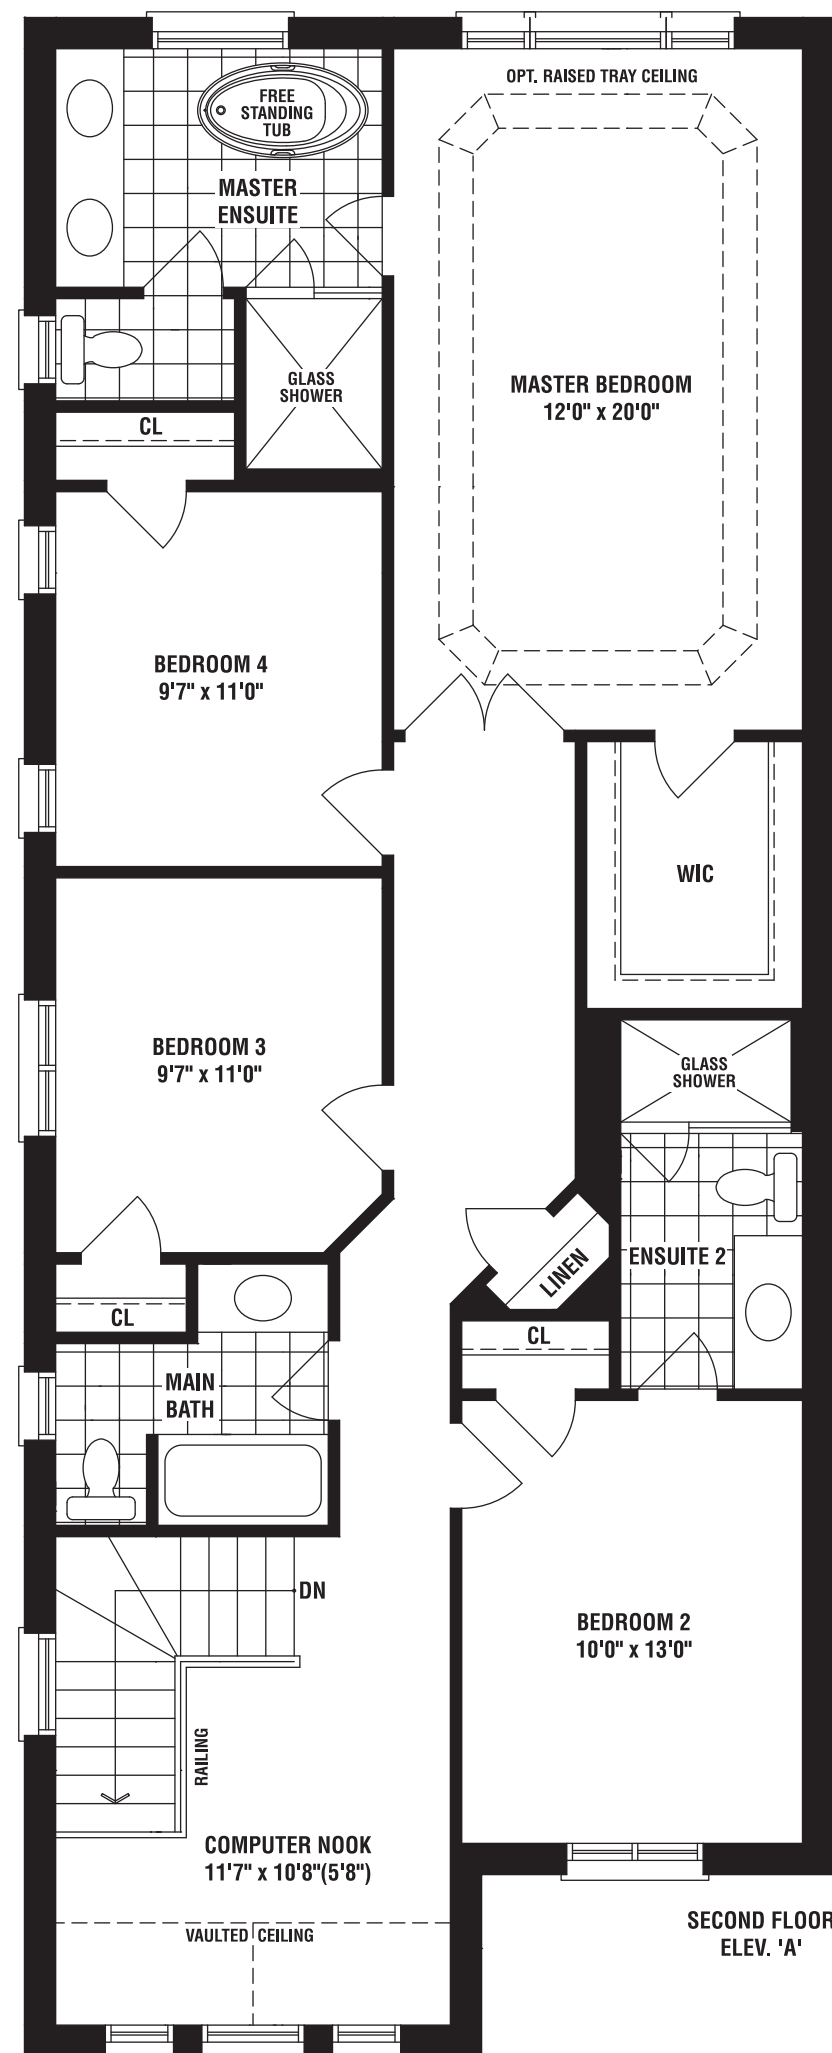 OPT. RAISED TRAY CEILING
FREE
STANDING
TUB
MASTER
ENSUITE
GLASS
SHOWER
MASTER BEDROOM
12'0" x 20'0"
CL
BEDROOM 4
9'7" x 11'0"
WIC
BEDROOM 3
9'7" x 11'0"
GLASS
SHOWER
ENSUITE 2
LINEN
CL
CL
MAIN
BATH
DN
BEDROOM 2
10'0" x 13'0"
RAILING
COMPUTER NOOK
11'7" x 10'8"(5'8")
VAULTED CEILING
SECOND FLOOR
ELEV. 'A'